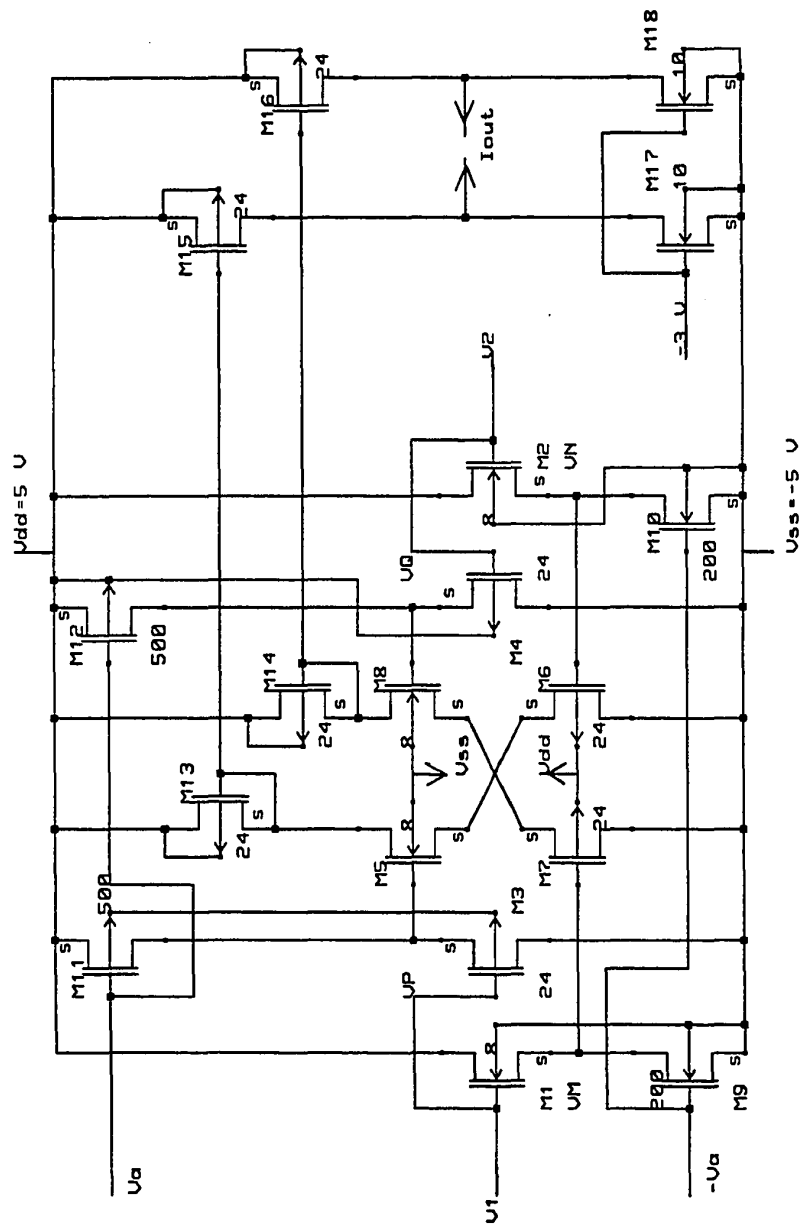 Vdd=5 V
M16
24
M15
24
Iout
M18
10
M17
10
s
s
s
s
-3 V
V2
s
M12
500
s
M14
24
s
M13
24
s
500
M11
s
VQ
24
s
M4
8
M2
s
VN
M10
200
s
Vss=-5 V
M8
8
s
Vss
8
M5
s
M6
s
24
Vdd
24
M7
s
M3
s
24
VP
8
M1
s
VM
200
M9
s
Va
V1
-Va